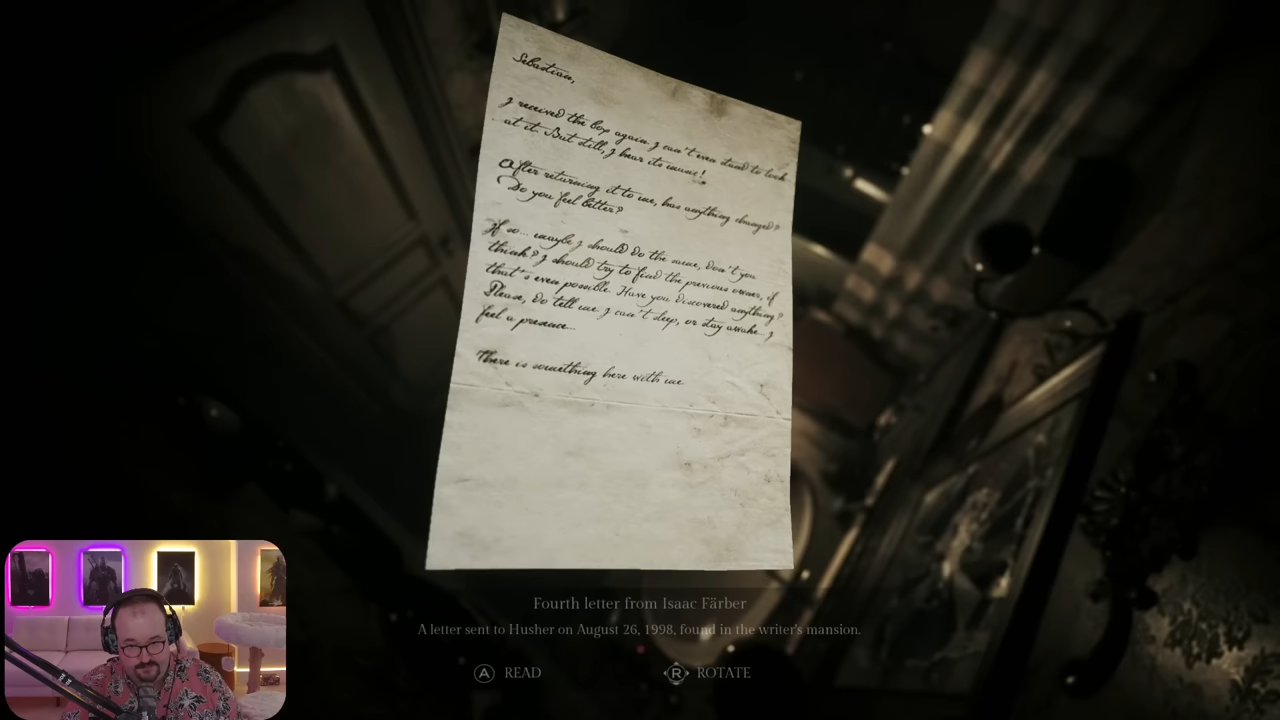 Sebastian,
I received the box again. I can't even stand to look
at it. But still, I hear its music!
After returning it to me, has anything changed?
Do you feel better?
If so... maybe I should do the same, don't you
think? I should try to find the previous owner, if
that's even possible. Have you discovered anything?
Please, do tell me. I can't sleep, or stay awake. I
feel a presence...
There is something here with me
Fourth letter from Isaac Färber
A letter sent to Husher on August 26, 1998, found in the writer's mansion.
A READ R ROTATE